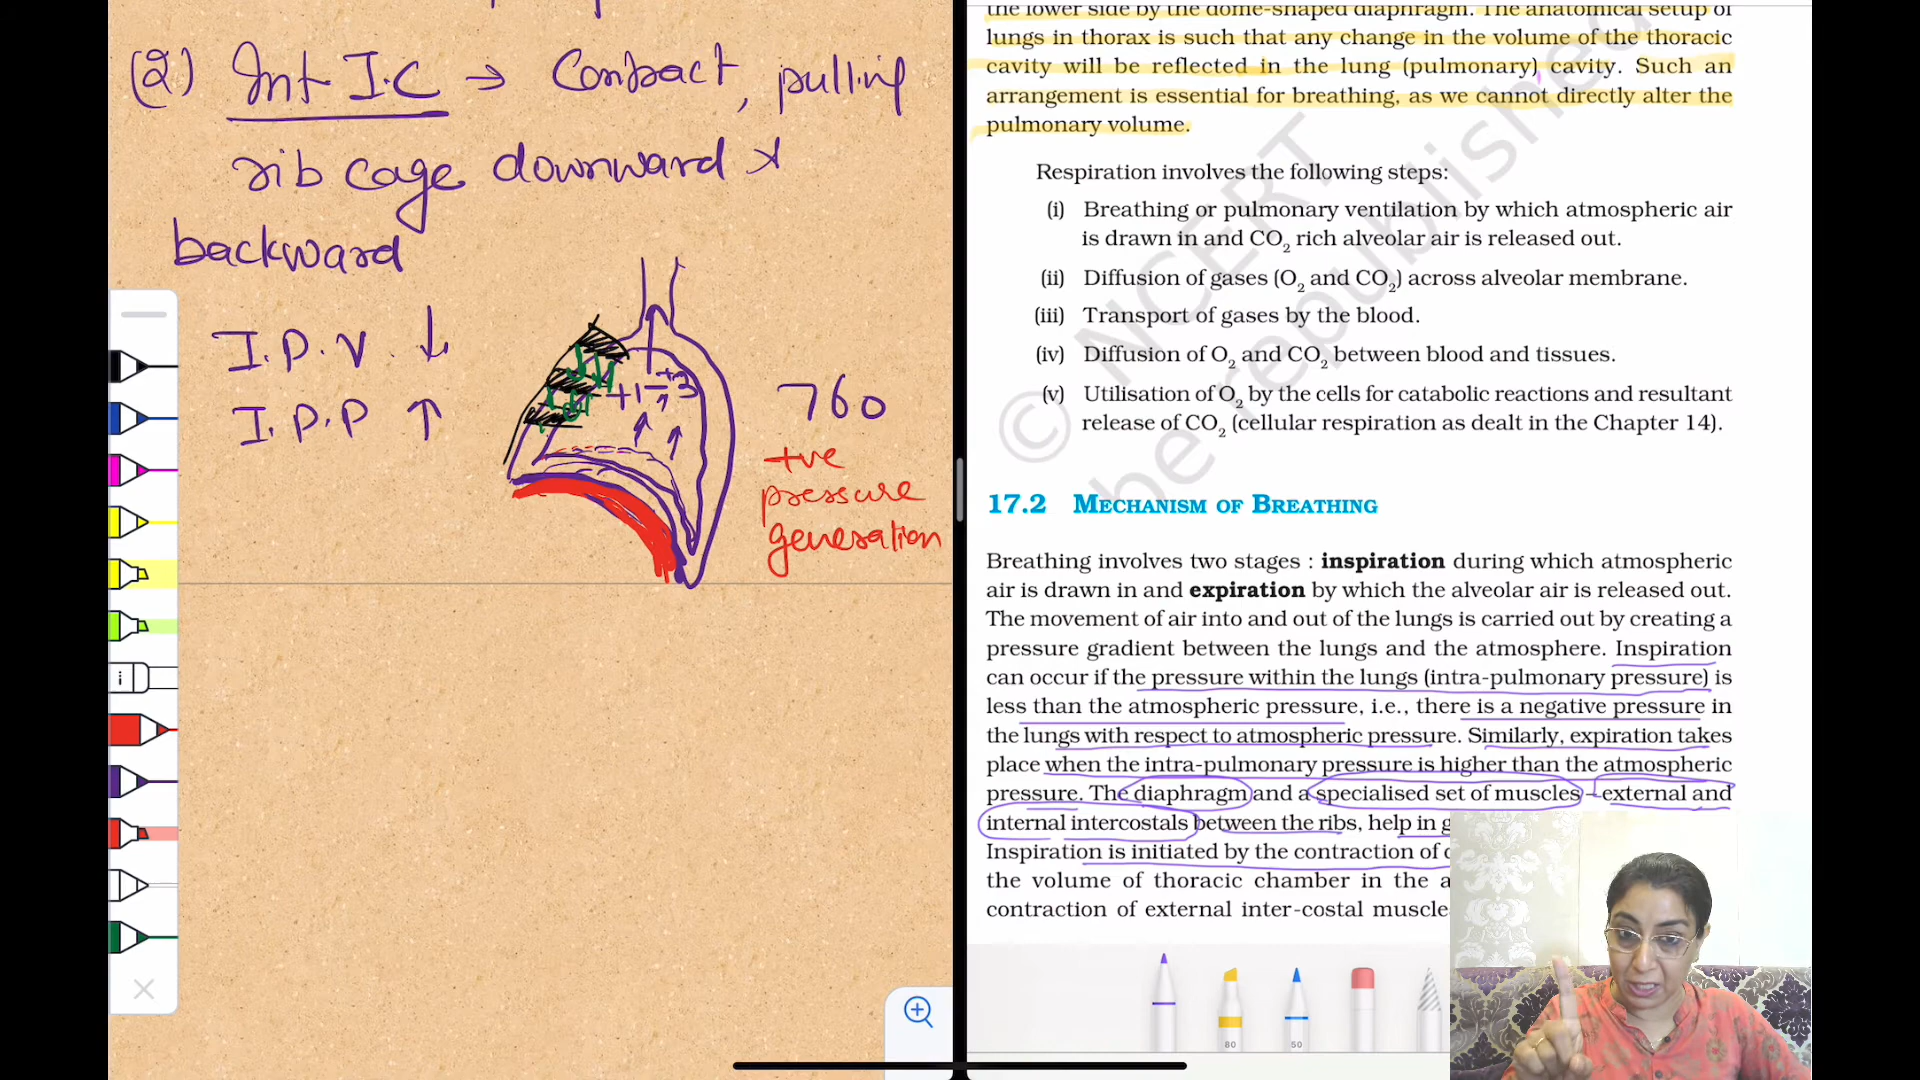 (2) Int I.C → Contract, pulling
rib cage downward &
backward
I.P.V. ↓
I.P.P ↑
+1 - +3
760
+ve
pressure
generation
the lower side by the dome-shaped diaphragm. The anatomical setup of
lungs in thorax is such that any change in the volume of the thoracic
cavity will be reflected in the lung (pulmonary) cavity. Such an
arrangement is essential for breathing, as we cannot directly alter the
pulmonary volume.
Respiration involves the following steps:
(i) Breathing or pulmonary ventilation by which atmospheric air
is drawn in and CO₂ rich alveolar air is released out.
(ii) Diffusion of gases (O₂ and CO₂) across alveolar membrane.
(iii) Transport of gases by the blood.
(iv) Diffusion of O₂ and CO₂ between blood and tissues.
(v) Utilisation of O₂ by the cells for catabolic reactions and resultant
release of CO₂ (cellular respiration as dealt in the Chapter 14).
© NCERT
be republished
17.2 Mechanism of Breathing
Breathing involves two stages : inspiration during which atmospheric
air is drawn in and expiration by which the alveolar air is released out.
The movement of air into and out of the lungs is carried out by creating a
pressure gradient between the lungs and the atmosphere. Inspiration
can occur if the pressure within the lungs (intra-pulmonary pressure) is
less than the atmospheric pressure, i.e., there is a negative pressure in
the lungs with respect to atmospheric pressure. Similarly, expiration takes
place when the intra-pulmonary pressure is higher than the atmospheric
pressure. The diaphragm and a specialised set of muscles – external and
internal intercostals between the ribs, help in g
Inspiration is initiated by the contraction of
the volume of thoracic chamber in the a
contraction of external inter-costal muscle
80
50